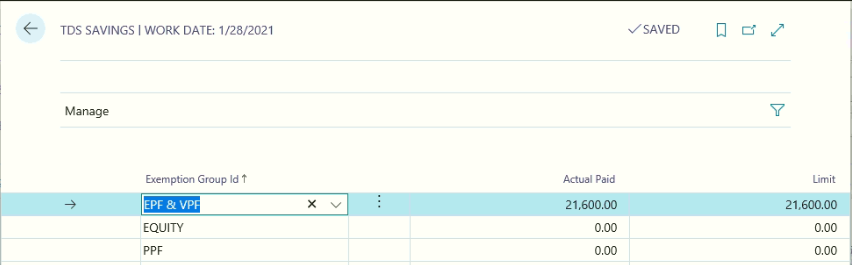 TDS SAVINGS | WORK DATE: 1/28/2021 ✓SAVED
Manage
Exemption Group Id ↑ Actual Paid Limit
EPF & VPF 21,600.00 21,600.00
EQUITY 0.00 0.00
PPF 0.00 0.00